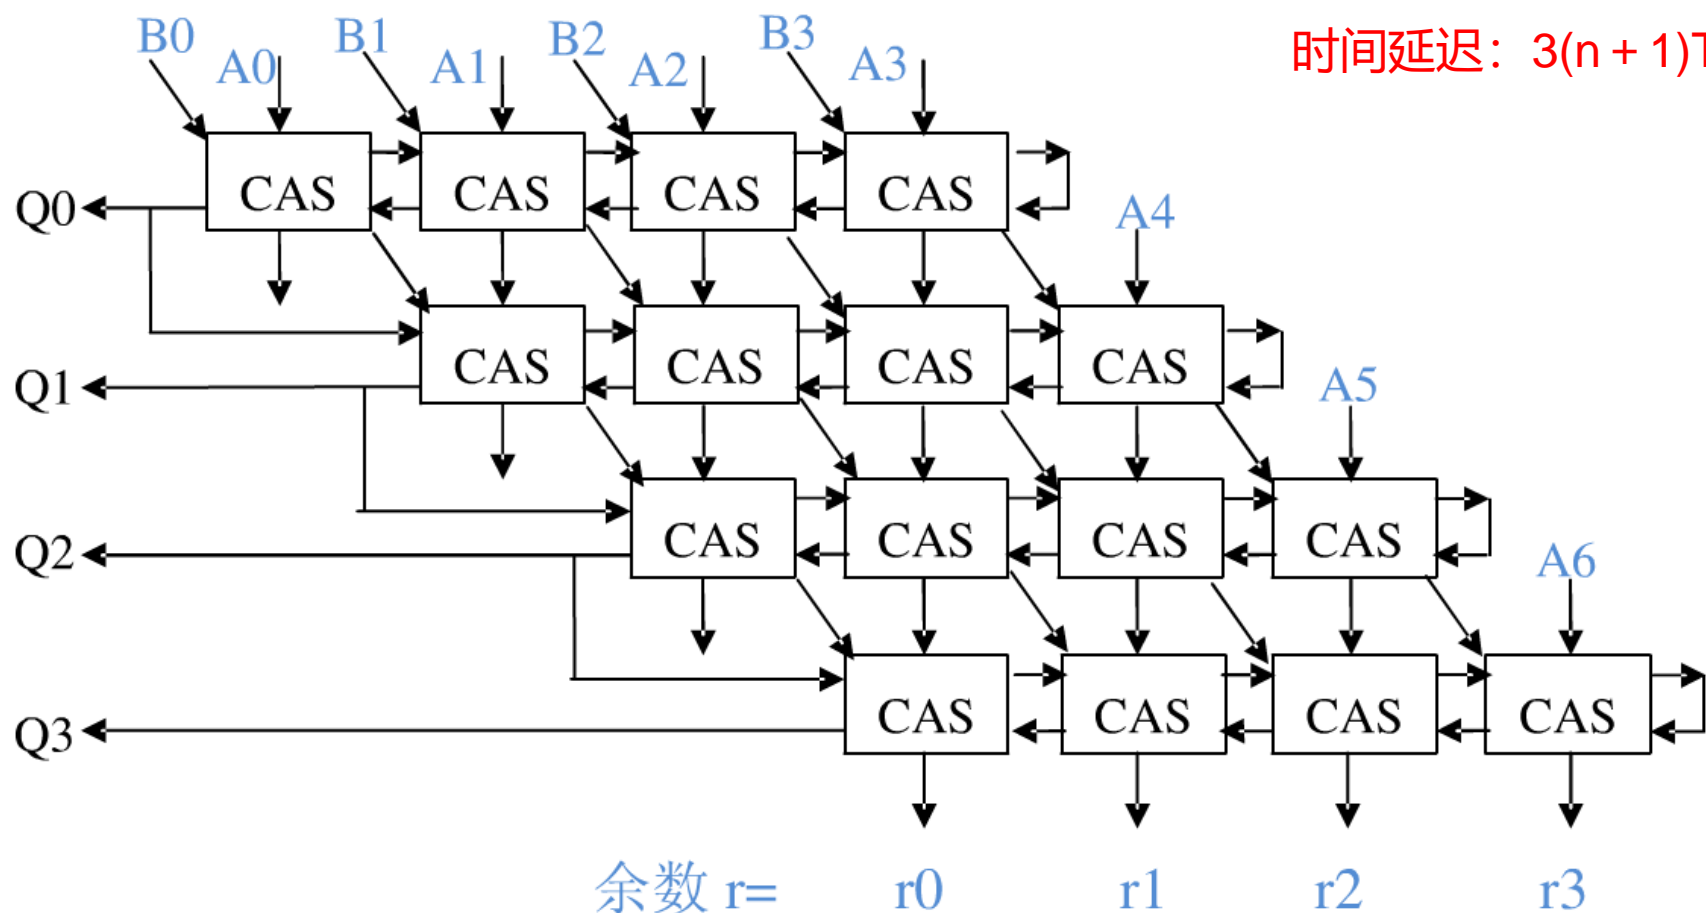 B0 A0 B1 A1 B2 A2 B3 A3 时间延迟：3(n + 1)T
CAS CAS CAS CAS
Q0
A4
CAS CAS CAS CAS
Q1
A5
CAS CAS CAS CAS
Q2
A6
CAS CAS CAS CAS
Q3
余数 r= r0 r1 r2 r3